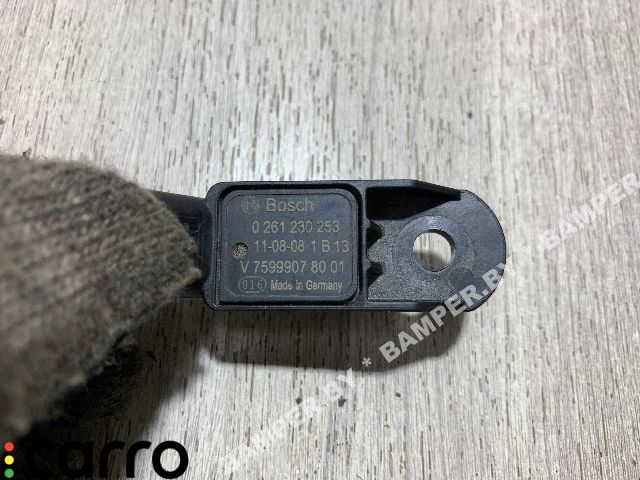 Bosch
0 261 230 253
11-08-08 1 B 13
V 7599907 80 01
016 Made in Germany
BAMPER.BY * BAMPER.BY * BAMPER.BY
carro